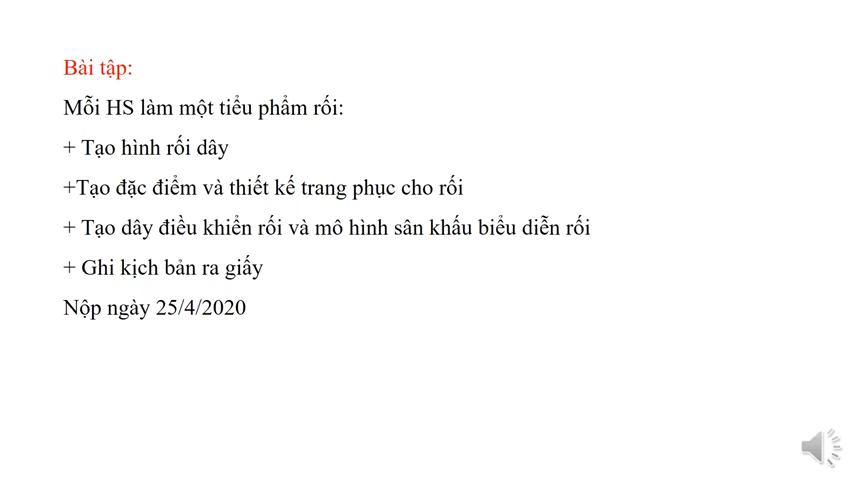 Bài tập:
Mỗi HS làm một tiểu phẩm rối:
+ Tạo hình rối dây
+Tạo đặc điểm và thiết kế trang phục cho rối
+ Tạo dây điều khiển rối và mô hình sân khấu biểu diễn rối
+ Ghi kịch bản ra giấy
Nộp ngày 25/4/2020